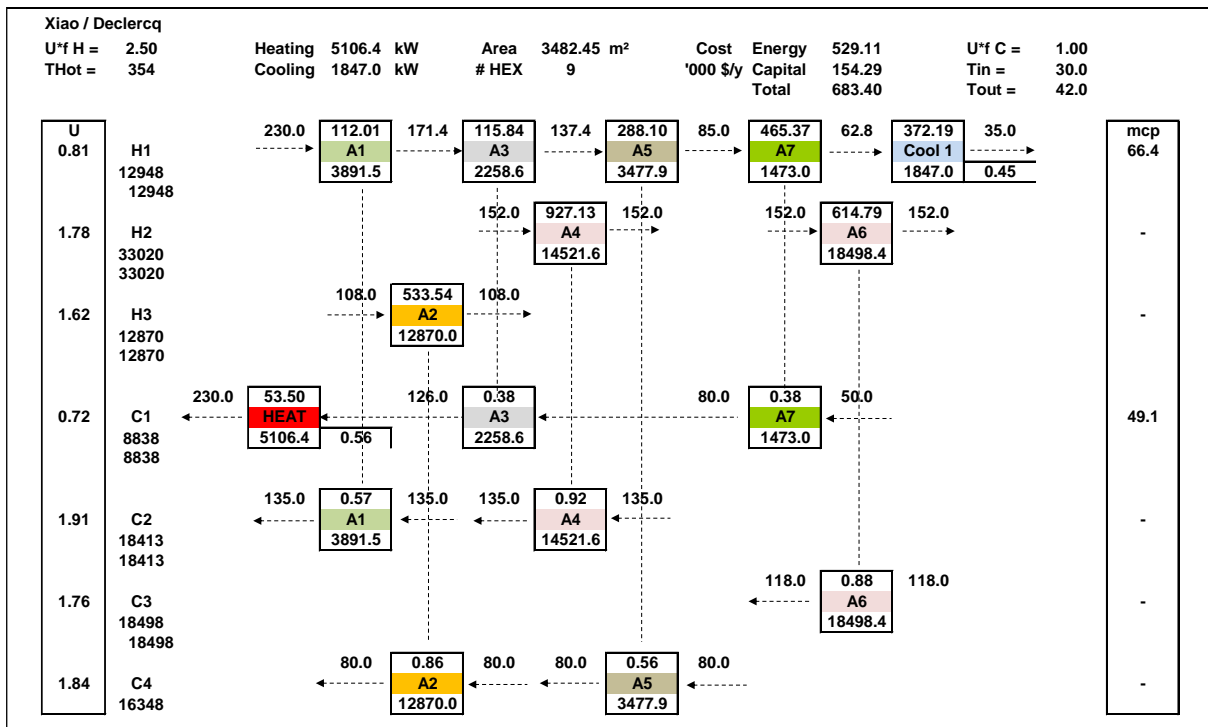 Xiao / Declercq
U*f H = 2.50 Heating 5106.4 kW Area 3482.45 m² Cost Energy 529.11 U*f C = 1.00
THot = 354 Cooling 1847.0 kW # HEX 9 '000 $/y Capital 154.29 Tin = 30.0
Total 683.40 Tout = 42.0
U 230.0 112.01 171.4 115.84 137.4 288.10 85.0 465.37 62.8 372.19 35.0 mcp
0.81 H1 A1 A3 A5 A7 Cool 1 66.4
12948 3891.5 2258.6 3477.9 1473.0 1847.0 0.45
12948
152.0 927.13 152.0 152.0 614.79 152.0
1.78 H2 A4 A6 -
33020 14521.6 18498.4
33020
108.0 533.54 108.0
1.62 H3 A2 -
12870 12870.0
12870
230.0 53.50 126.0 0.38 80.0 0.38 50.0
0.72 C1 HEAT A3 A7 49.1
8838 5106.4 0.56 2258.6 1473.0
8838
135.0 0.57 135.0 135.0 0.92 135.0
1.91 C2 A1 A4 -
18413 3891.5 14521.6
18413
118.0 0.88 118.0
1.76 C3 A6 -
18498 18498.4
18498
80.0 0.86 80.0 80.0 0.56 80.0
1.84 C4 A2 A5 -
16348 12870.0 3477.9